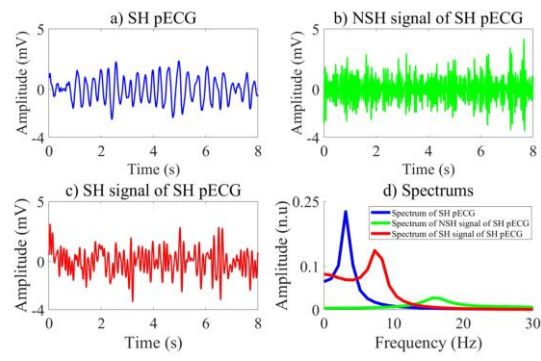 a) SH pECG
5
Amplitude (mV)
-4
0 2 4 6 8
Time (s)
b) NSH signal of SH pECG
5
Amplitude (mV)
0
-4
0 2 4 6 8
Time (s)
c) SH signal of SH pECG
5
Amplitude (mV)
0
-4
0 2 4 6 8
Time (s)
d) Spectrums
0.25
Amplitude (n.u)
0.1
0
0 10 20 30
Frequency (Hz)
Spectrum of SH pECG
Spectrum of NSH signal of SH pECG
Spectrum of SH signal of SH pECG